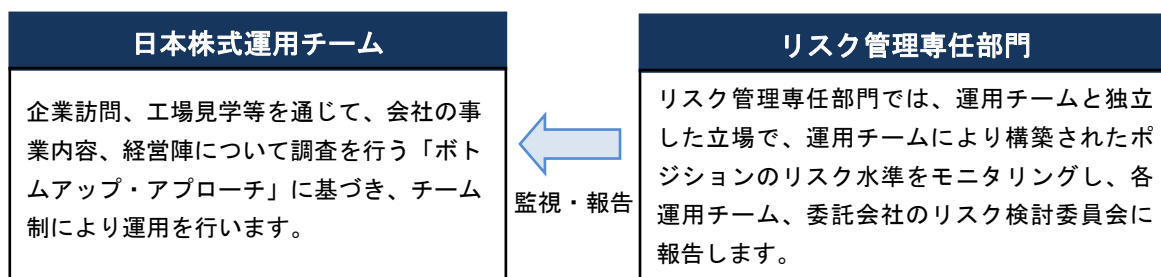 日本株式運用チーム
企業訪問、工場見学等を通じて、会社の事
業内容、経営陣について調査を行う「ボト
ムアップ・アプローチ」に基づき、チーム
制により運用を行います。
監視・報告
リスク管理専任部門
リスク管理専任部門では、運用チームと独立
した立場で、運用チームにより構築されたポ
ジションのリスク水準をモニタリングし、各
運用チーム、委託会社のリスク検討委員会に
報告します。